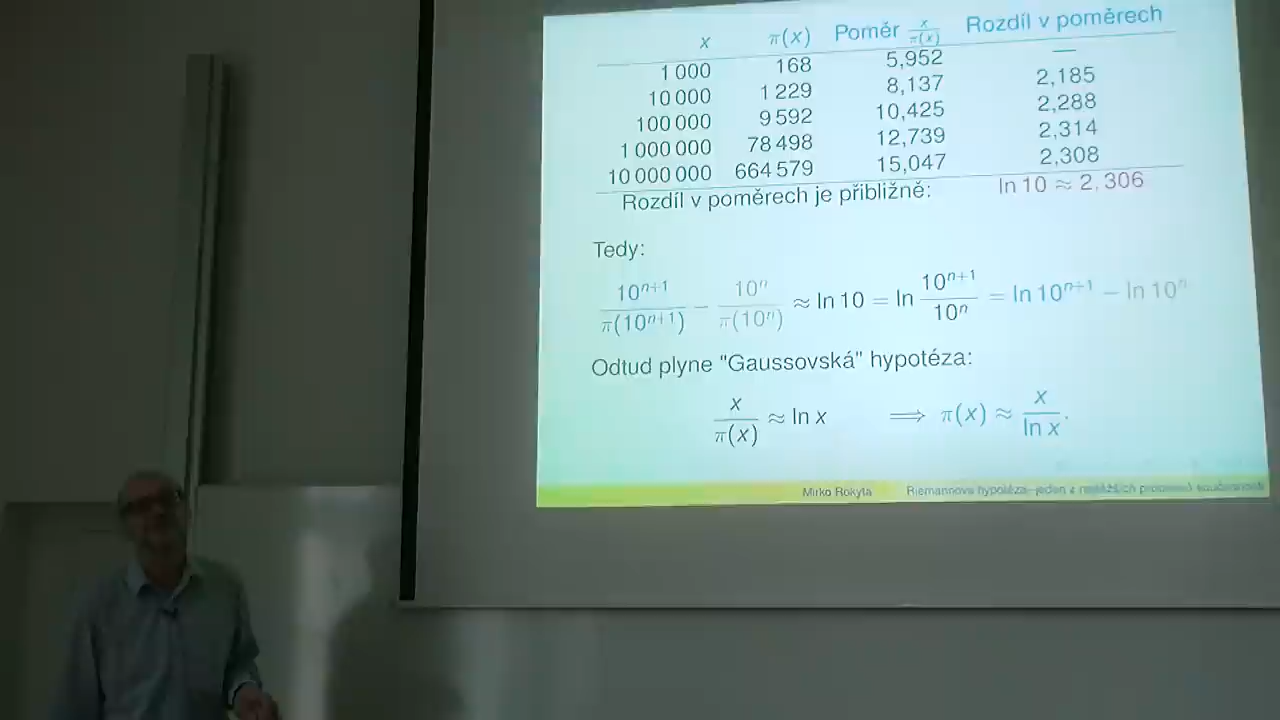 x π(x) Poměr x/π(x) Rozdíl v poměrech
1 000 168 5,952 —
10 000 1 229 8,137 2,185
100 000 9 592 10,425 2,288
1 000 000 78 498 12,739 2,314
10 000 000 664 579 15,047 2,308
Rozdíl v poměrech je přibližně: ln 10 ≈ 2, 306
Tedy:
10^{n+1}/π(10^{n+1}) − 10^n/π(10^n) ≈ ln 10 = ln 10^{n+1}/10^n = ln 10^{n+1} − ln 10^n
Odtud plyne "Gaussovská" hypotéza:
x/π(x) ≈ ln x ⟹ π(x) ≈ x/ln x.
Mirko Rokyta Riemannova hypotéza – jeden z nejtěžších problémů současnosti